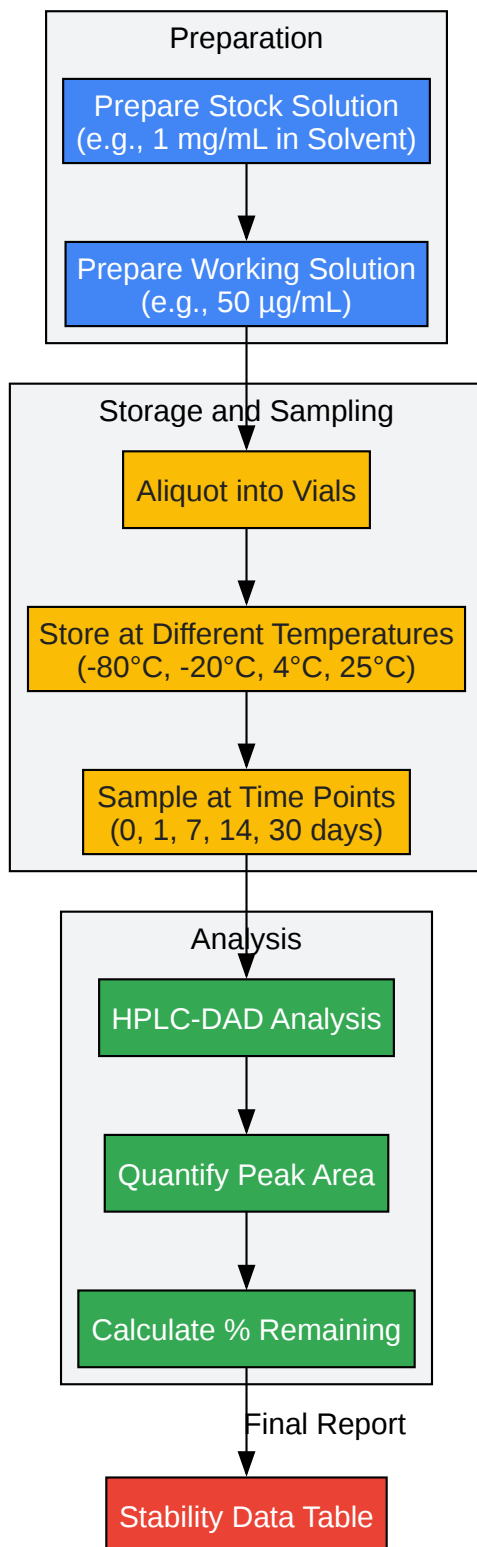 Preparation
Prepare Stock Solution
(e.g., 1 mg/mL in Solvent)
Prepare Working Solution
(e.g., 50 µg/mL)
Storage and Sampling
Aliquot into Vials
Store at Different Temperatures
(-80°C, -20°C, 4°C, 25°C)
Sample at Time Points
(0, 1, 7, 14, 30 days)
Analysis
HPLC-DAD Analysis
Quantify Peak Area
Calculate % Remaining
Final Report
Stability Data Table